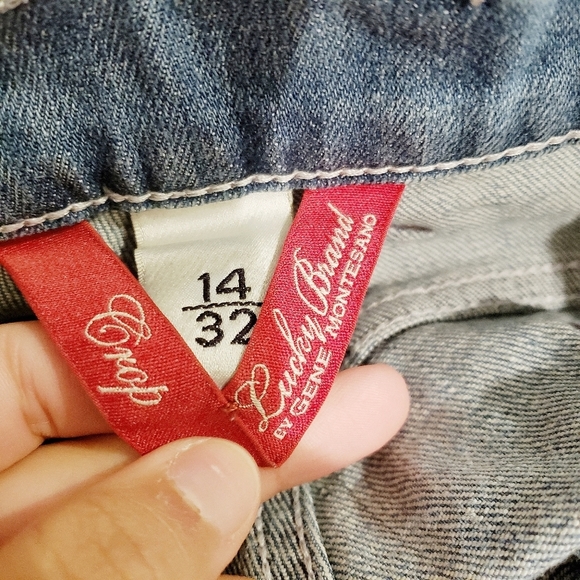 Crop
14
32
Lucky Brand
BY GENE MONTESANO